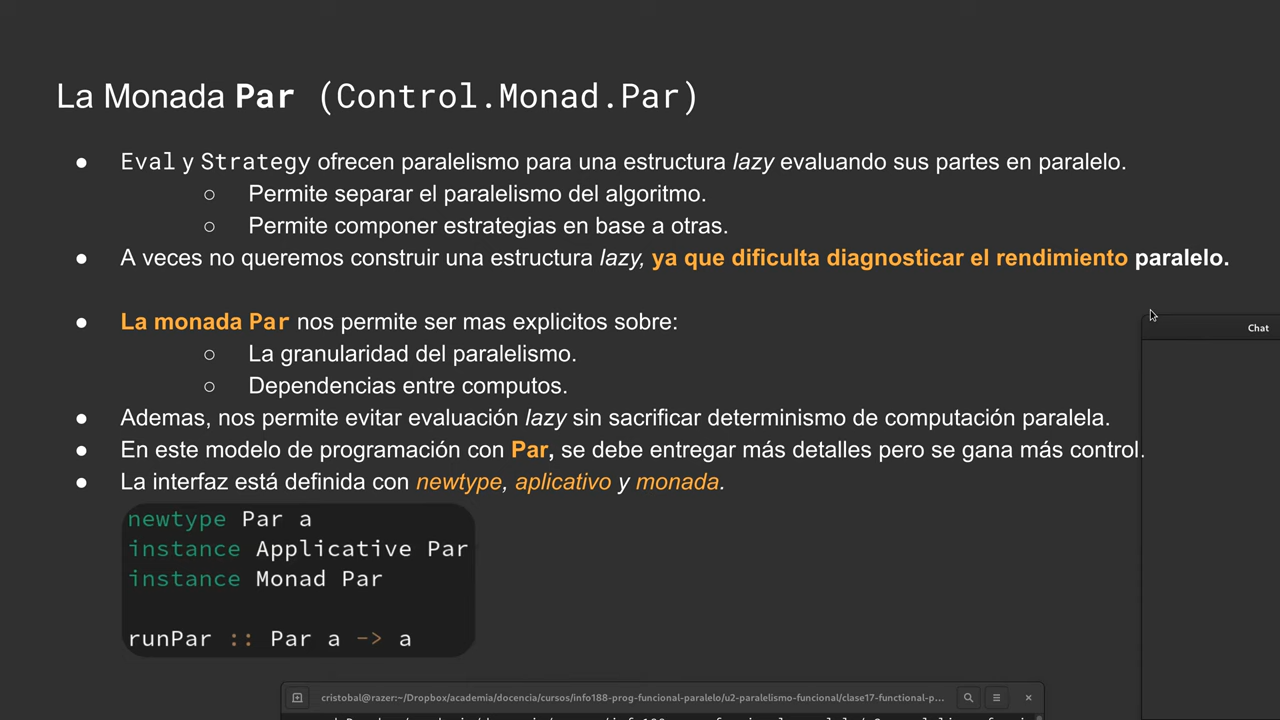 La Monada Par (Control.Monad.Par)
● Eval y Strategy ofrecen paralelismo para una estructura lazy evaluando sus partes en paralelo.
○ Permite separar el paralelismo del algoritmo.
○ Permite componer estrategias en base a otras.
● A veces no queremos construir una estructura lazy, ya que dificulta diagnosticar el rendimiento paralelo.
● La monada Par nos permite ser mas explicitos sobre:
○ La granularidad del paralelismo.
○ Dependencias entre computos.
● Ademas, nos permite evitar evaluación lazy sin sacrificar determinismo de computación paralela.
● En este modelo de programación con Par, se debe entregar más detalles pero se gana más control.
● La interfaz está definida con newtype, aplicativo y monada.
newtype Par a
instance Applicative Par
instance Monad Par
runPar :: Par a -> a
Chat
cristobal@razer:~/Dropbox/academia/docencia/cursos/info188-prog-funcional-paralelo/u2-paralelismo-funcional/clase17-functional-p...